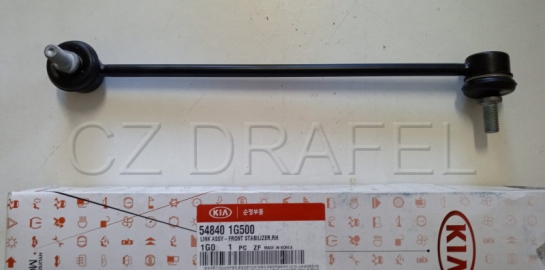 CZ DRAFEL
KIA 순정부품
54840 1G500
LINK ASSY-FRONT STABILIZER,RH
1G0 1 PC ZF MADE IN KOREA
KIA